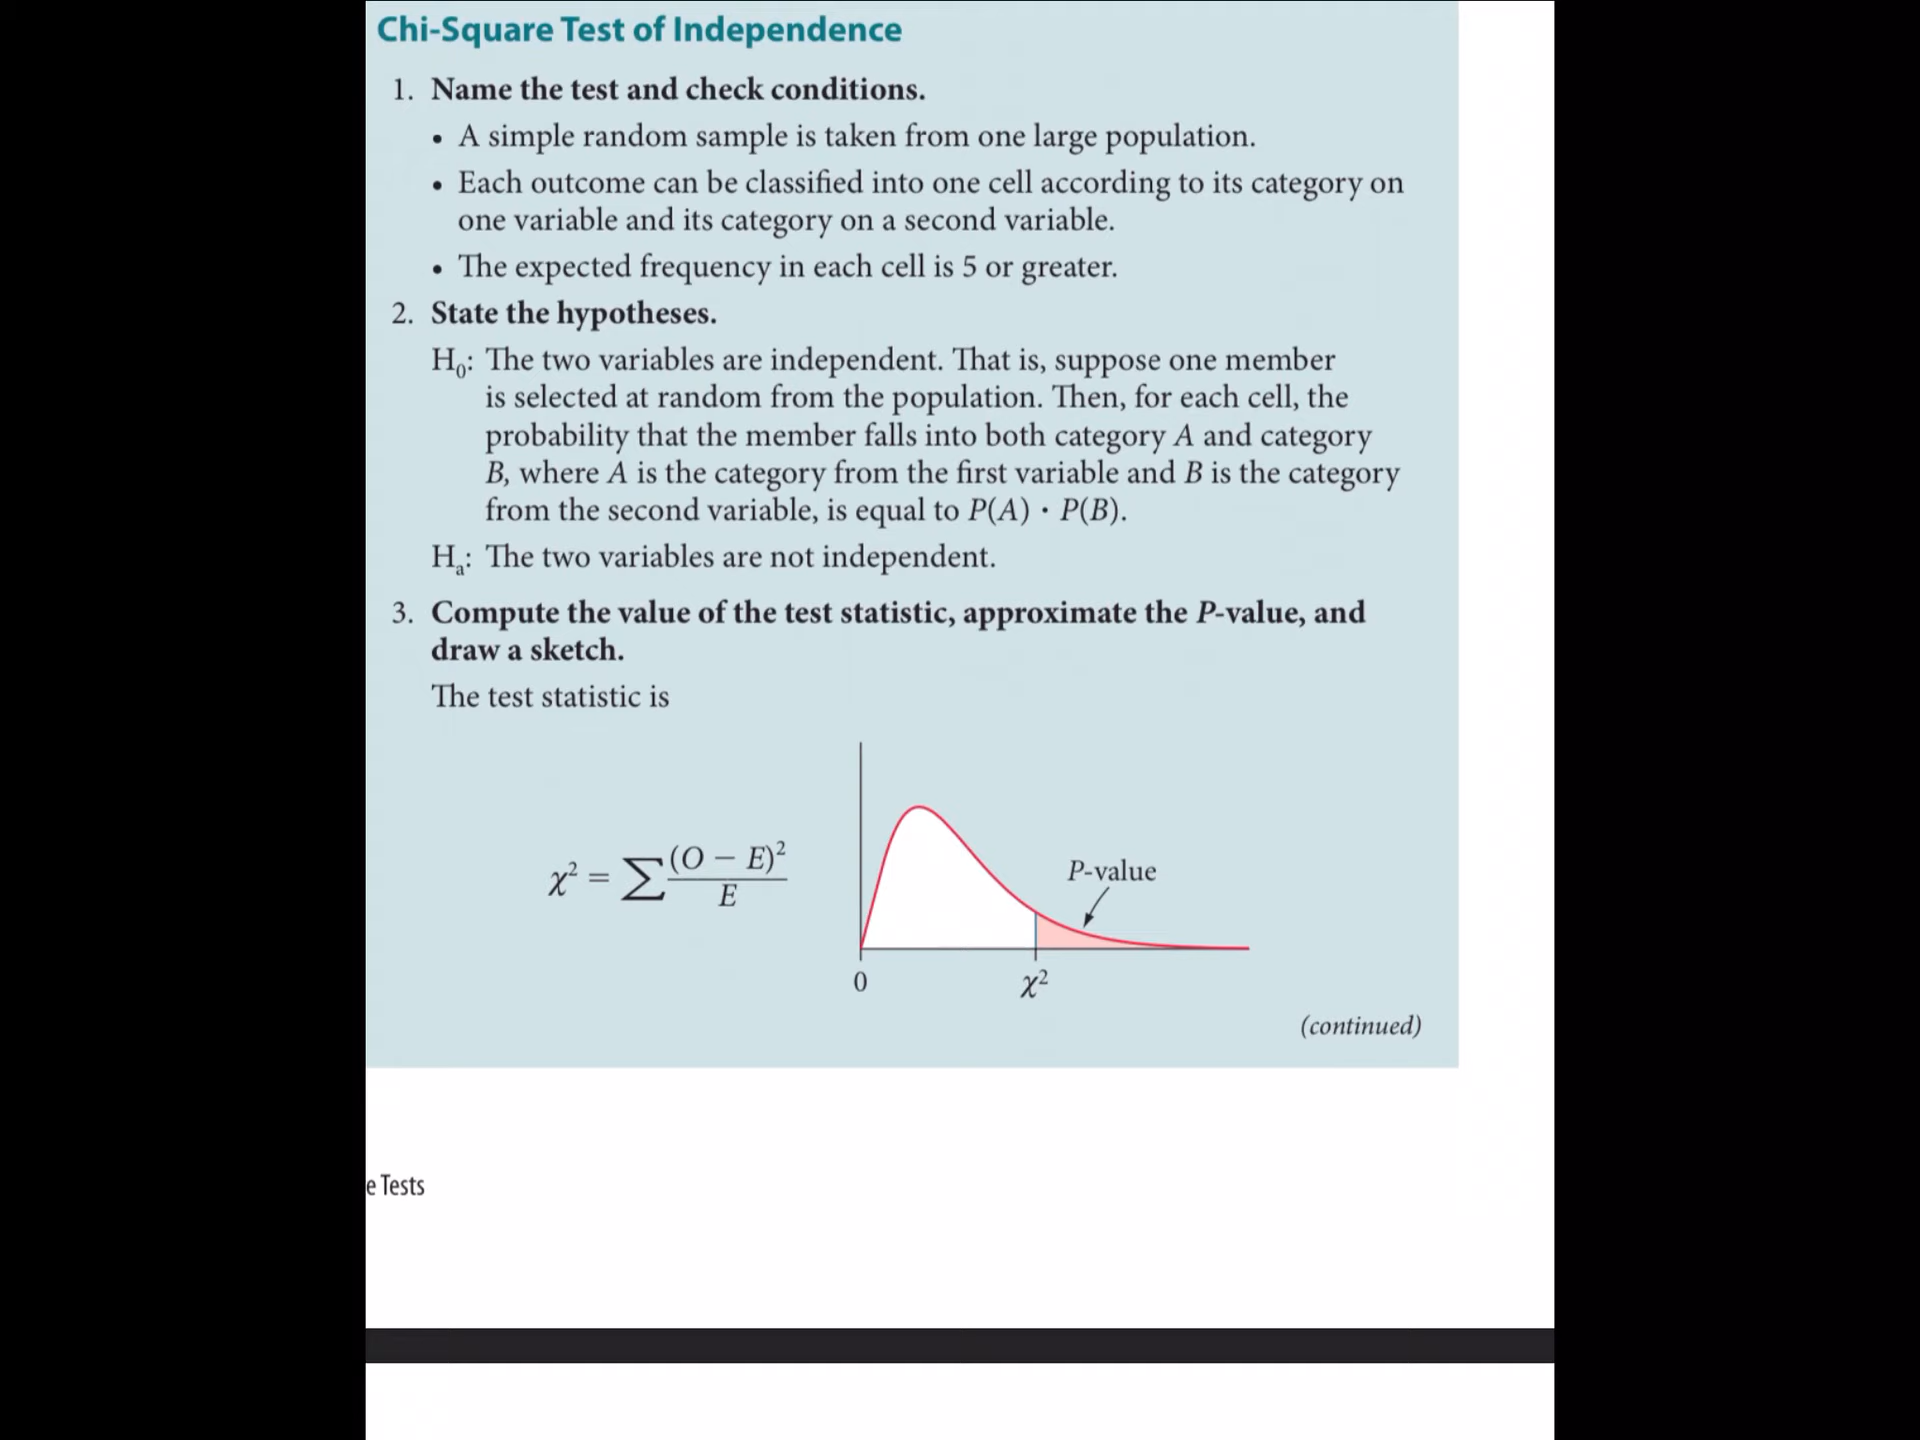 Chi-Square Test of Independence
1. Name the test and check conditions.
• A simple random sample is taken from one large population.
• Each outcome can be classified into one cell according to its category on
one variable and its category on a second variable.
• The expected frequency in each cell is 5 or greater.
2. State the hypotheses.
H₀: The two variables are independent. That is, suppose one member
is selected at random from the population. Then, for each cell, the
probability that the member falls into both category A and category
B, where A is the category from the first variable and B is the category
from the second variable, is equal to P(A) · P(B).
Hₐ: The two variables are not independent.
3. Compute the value of the test statistic, approximate the P-value, and
draw a sketch.
The test statistic is
χ² = ∑ (O − E)² / E
P-value
0 χ²
(continued)
e Tests